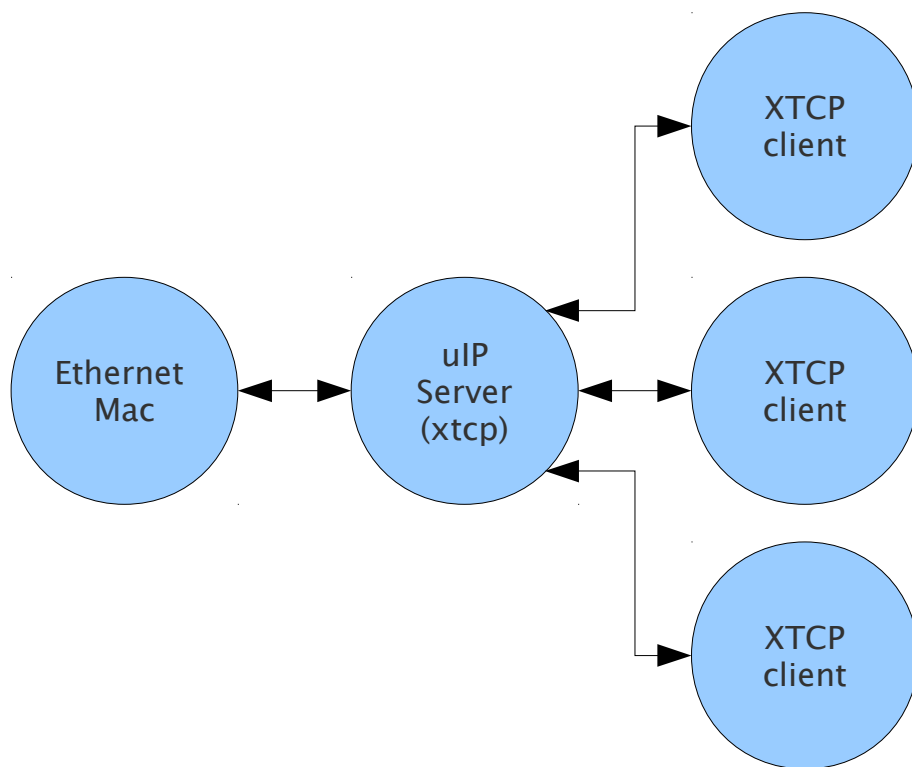 XTCP
client
Ethernet
Mac
uIP
Server
(xtcp)
XTCP
client
XTCP
client